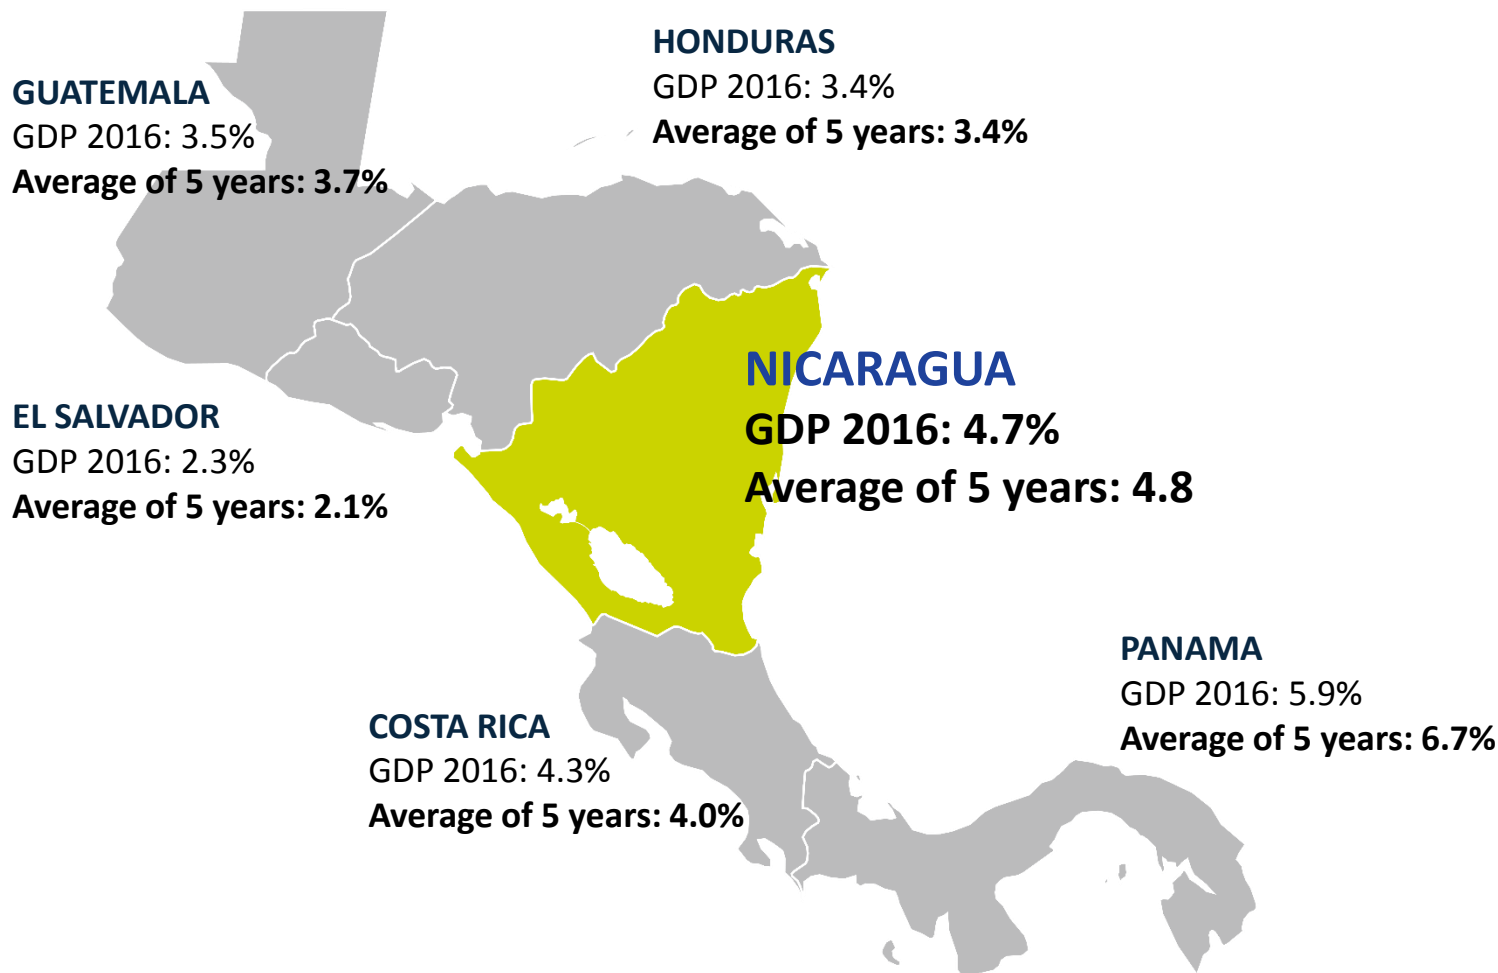 HONDURAS
GDP 2016: 3.4%
Average of 5 years: 3.4%
GUATEMALA
GDP 2016: 3.5%
Average of 5 years: 3.7%
NICARAGUA
GDP 2016: 4.7%
Average of 5 years: 4.8
EL SALVADOR
GDP 2016: 2.3%
Average of 5 years: 2.1%
PANAMA
GDP 2016: 5.9%
Average of 5 years: 6.7%
COSTA RICA
GDP 2016: 4.3%
Average of 5 years: 4.0%